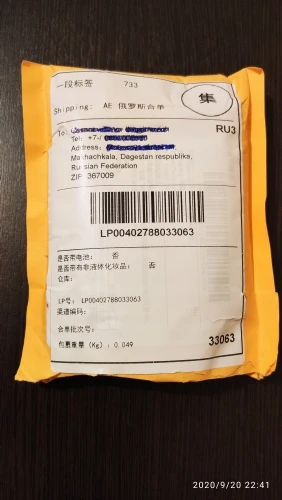 一段标签 733
集
Shipping: AE 俄罗斯合单
RU3
To:
Tel: +7
Address:
Machachkala, Dagestan respublika,
Russian Federation
ZIP: 367009
LP00402788033063
是否带电池: 否
是否带有非液体化妆品: 否
仓库:
LP号: LP00402788033063
渠道编码:
合单批次号:
包裹重量 (Kg): 0.049
33063
2020/9/20 22:41